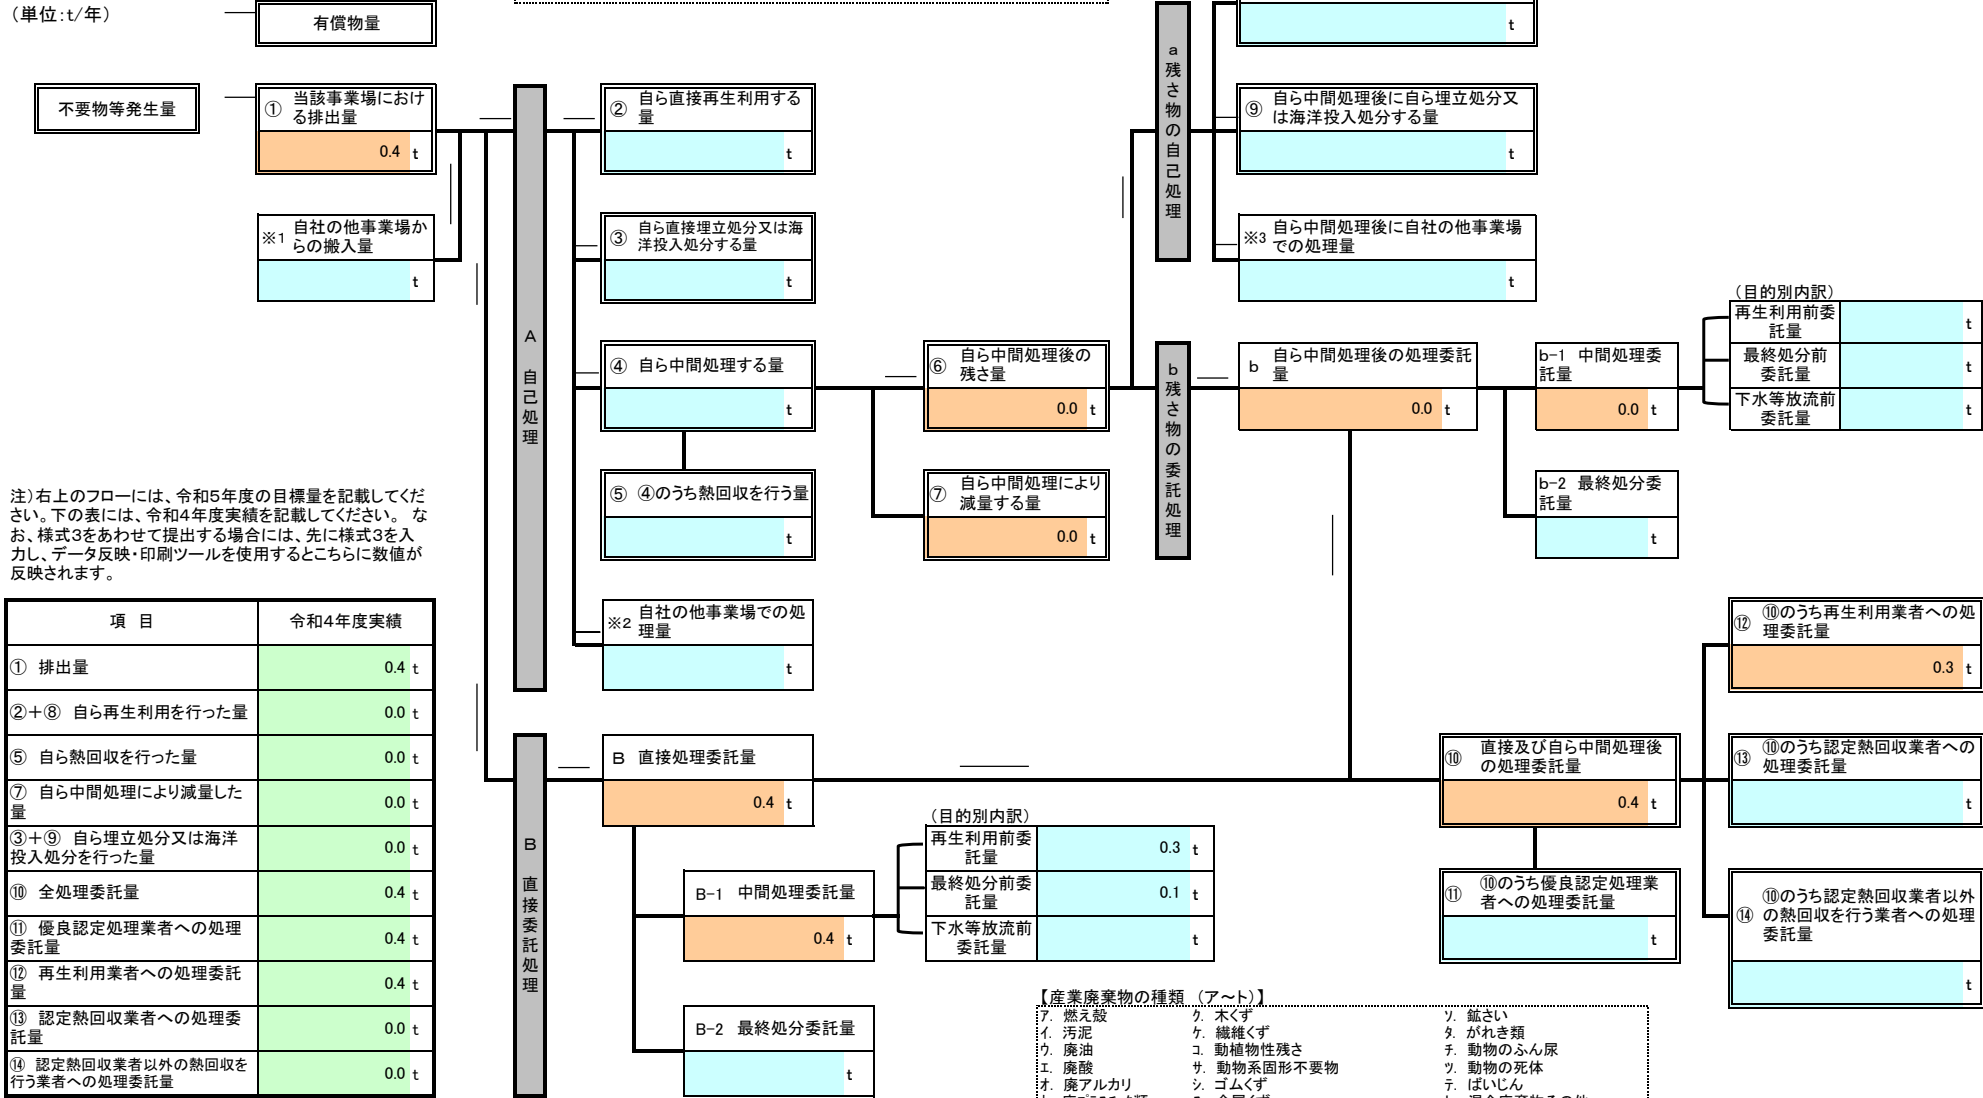 （単位：t/年）
有償物量
t
不要物等発生量
① 当該事業場におけ
る排出量
0.4 t
※1 自社の他事業場か
らの搬入量
t
A 自己処理
② 自ら直接再生利用する
量
t
③ 自ら直接埋立処分又は海
洋投入処分する量
t
④ 自ら中間処理する量
t
⑤ ④のうち熱回収を行う量
t
※2 自社の他事業場での処
理量
t
⑥ 自ら中間処理後の
残さ量
0.0 t
⑦ 自ら中間処理により
減量する量
0.0 t
a 残さ物の自己処理
⑨ 自ら中間処理後に自ら埋立処分又
は海洋投入処分する量
t
※3 自ら中間処理後に自社の他事業場
での処理量
t
b 残さ物の委託処理
b 自ら中間処理後の処理委託
量
0.0 t
b-1 中間処理委
託量
0.0 t
b-2 最終処分委
託量
t
（目的別内訳）
再生利用前委
託量
t
最終処分前
委託量
t
下水等放流前
委託量
t
注）右上のフローには、令和5年度の目標量を記載してくだ
さい。下の表には、令和4年度実績を記載してください。 な
お、様式3をあわせて提出する場合には、先に様式3を入
力し、データ反映・印刷ツールを使用するとこちらに数値が
反映されます。
項 目 令和4年度実績
① 排出量 0.4 t
②＋⑧ 自ら再生利用を行った量 0.0 t
⑤ 自ら熱回収を行った量 0.0 t
⑦ 自ら中間処理により減量した
量 0.0 t
③＋⑨ 自ら埋立処分又は海洋
投入処分を行った量 0.0 t
⑩ 全処理委託量 0.4 t
⑪ 優良認定処理業者への処理
委託量 0.4 t
⑫ 再生利用業者への処理委託
量 0.4 t
⑬ 認定熱回収業者への処理委
託量 0.0 t
⑭ 認定熱回収業者以外の熱回収を
行う業者への処理委託量 0.0 t
B 直接委託処理
B 直接処理委託量
0.4 t
B-1 中間処理委託量
0.4 t
B-2 最終処分委託量
t
（目的別内訳）
再生利用前委
託量
0.3 t
最終処分前委
託量
0.1 t
下水等放流前
委託量
t
⑩ 直接及び自ら中間処理後
の処理委託量
0.4 t
⑪ ⑩のうち優良認定処理業
者への処理委託量
t
⑫ ⑩のうち再生利用業者への処
理委託量
0.3 t
⑬ ⑩のうち認定熱回収業者への
処理委託量
t
⑭ ⑩のうち認定熱回収業者以外
の熱回収を行う業者への処理
委託量
t
【産業廃棄物の種類 （ア～ト）】
ア. 燃え殻 ク. 木くず ソ. 鉱さい
イ. 汚泥 ケ. 繊維くず タ. がれき類
ウ. 廃油 コ. 動植物性残さ チ. 動物のふん尿
エ. 廃酸 サ. 動物系固形不要物 ツ. 動物の死体
オ. 廃アルカリ シ. ゴムくず テ. ばいじん